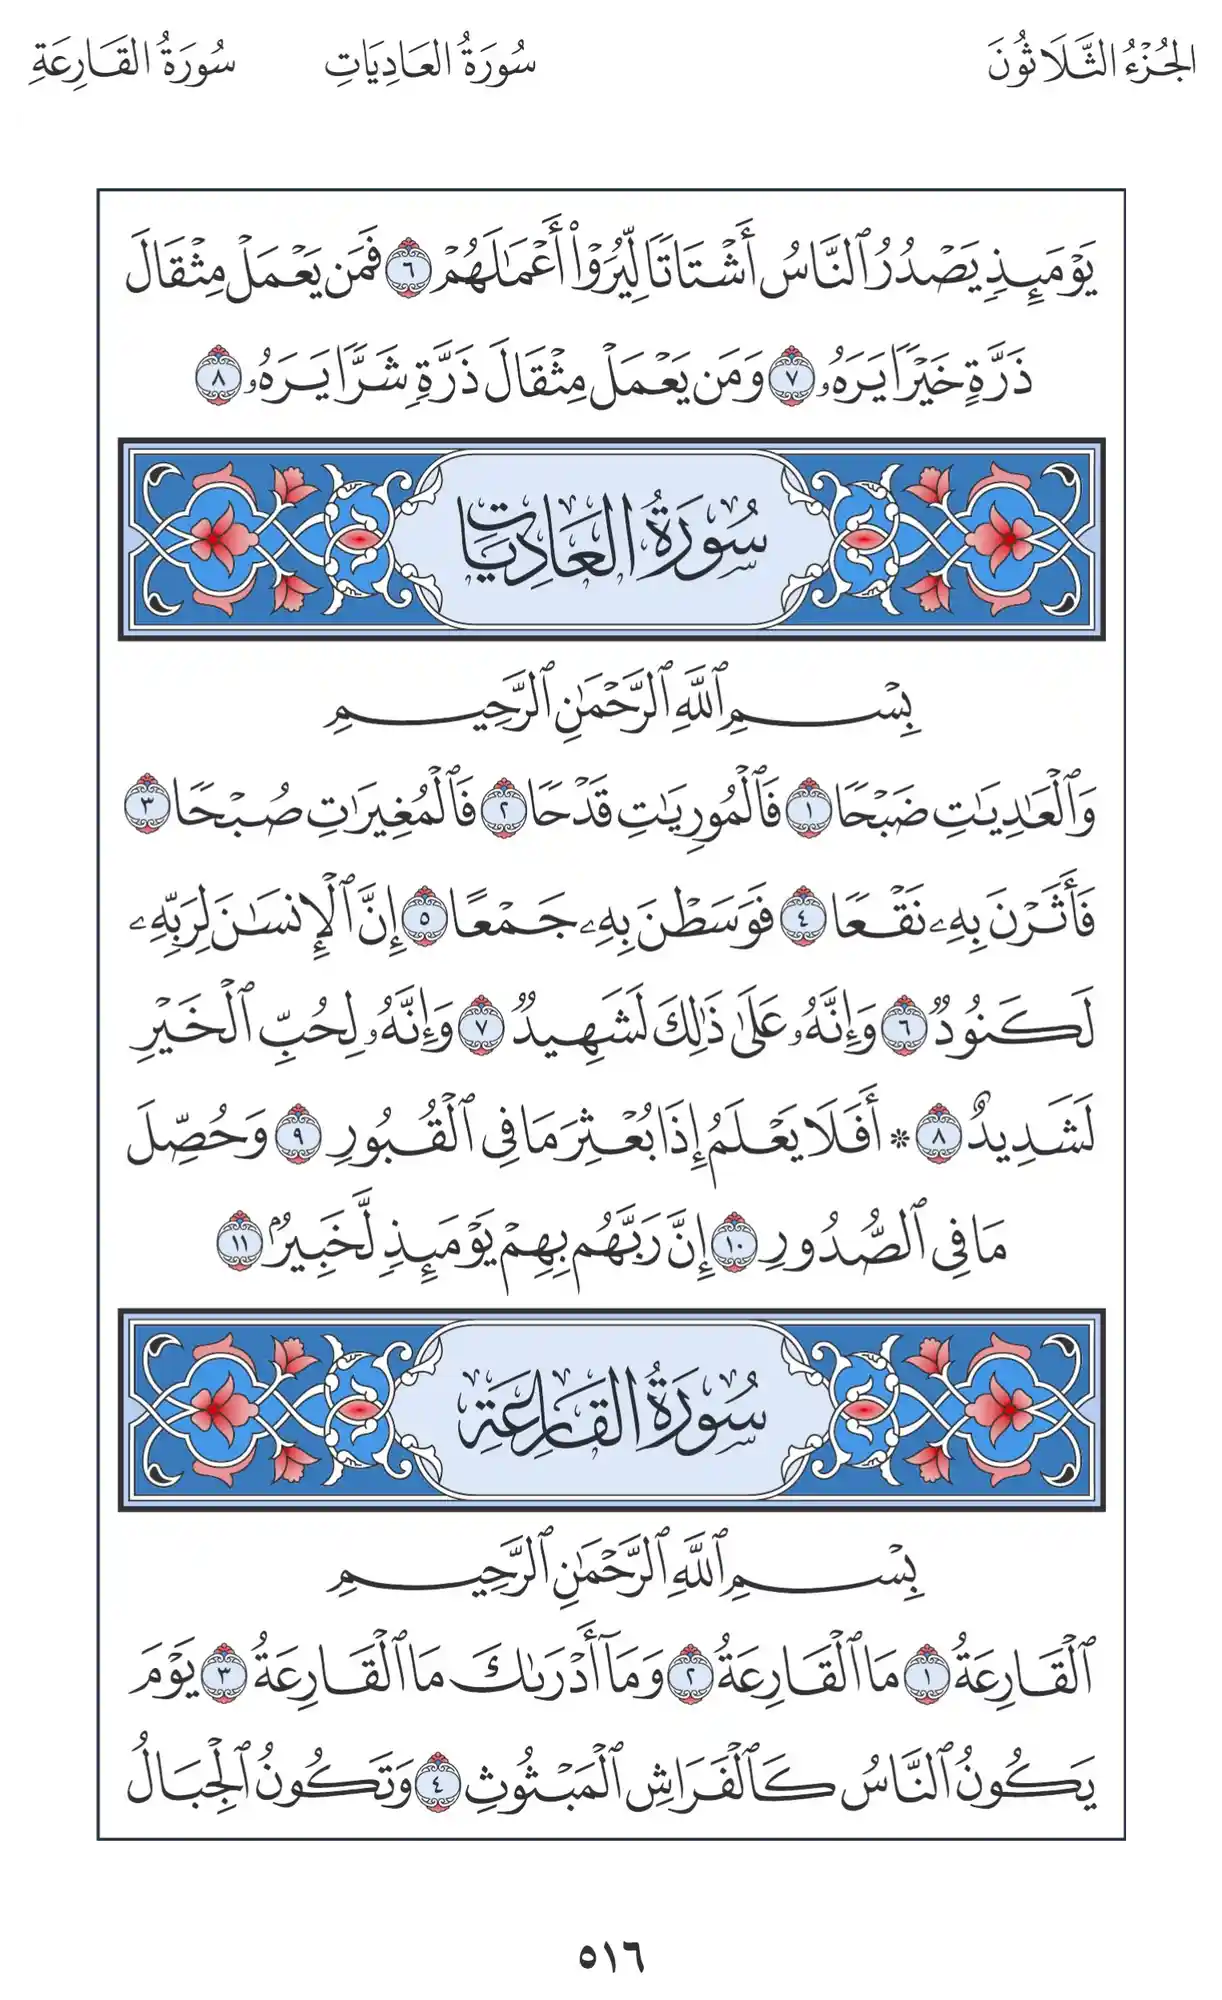 الجُزْءُ الثَّلَاثُونَ سُورَةُ العَادِيَاتِ سُورَةُ القَارِعَةِ
يَوْمَئِذٖ يَصۡدُرُ ٱلنَّاسُ أَشۡتَاتٗا لِّيُرَوۡاْ أَعۡمَٰلَهُمۡ ٦ فَمَن يَعۡمَلۡ مِثۡقَالَ
ذَرَّةٍ خَيۡرٗا يَرَهُۥ ٧ وَمَن يَعۡمَلۡ مِثۡقَالَ ذَرَّةٖ شَرّٗا يَرَهُۥ ٨
سُورَةُ العَادِيَاتِ
بِسۡمِ ٱللَّهِ ٱلرَّحۡمَٰنِ ٱلرَّحِيمِ
وَٱلۡعَٰدِيَٰتِ ضَبۡحٗا ١ فَٱلۡمُورِيَٰتِ قَدۡحٗا ٢ فَٱلۡمُغِيرَٰتِ صُبۡحٗا ٣
فَأَثَرۡنَ بِهِۦ نَقۡعٗا ٤ فَوَسَطۡنَ بِهِۦ جَمۡعًا ٥ إِنَّ ٱلۡإِنسَٰنَ لِرَبِّهِۦ
لَكَنُودٞ ٦ وَإِنَّهُۥ عَلَىٰ ذَٰلِكَ لَشَهِيدٞ ٧ وَإِنَّهُۥ لِحُبِّ ٱلۡخَيۡرِ
لَشَدِيدٌ ٨ ۞ أَفَلَا يَعۡلَمُ إِذَا بُعۡثِرَ مَا فِي ٱلۡقُبُورِ ٩ وَحُصِّلَ
مَا فِي ٱلصُّدُورِ ١٠ إِنَّ رَبَّهُم بِهِمۡ يَوۡمَئِذٖ لَّخَبِيرُۢ ١١
سُورَةُ القَارِعَةِ
بِسۡمِ ٱللَّهِ ٱلرَّحۡمَٰنِ ٱلرَّحِيمِ
ٱلۡقَارِعَةُ ١ مَا ٱلۡقَارِعَةُ ٢ وَمَآ أَدۡرَىٰكَ مَا ٱلۡقَارِعَةُ ٣ يَوۡمَ
يَكُونُ ٱلنَّاسُ كَٱلۡفَرَاشِ ٱلۡمَبۡثُوثِ ٤ وَتَكُونُ ٱلۡجِبَالُ
٥١٦